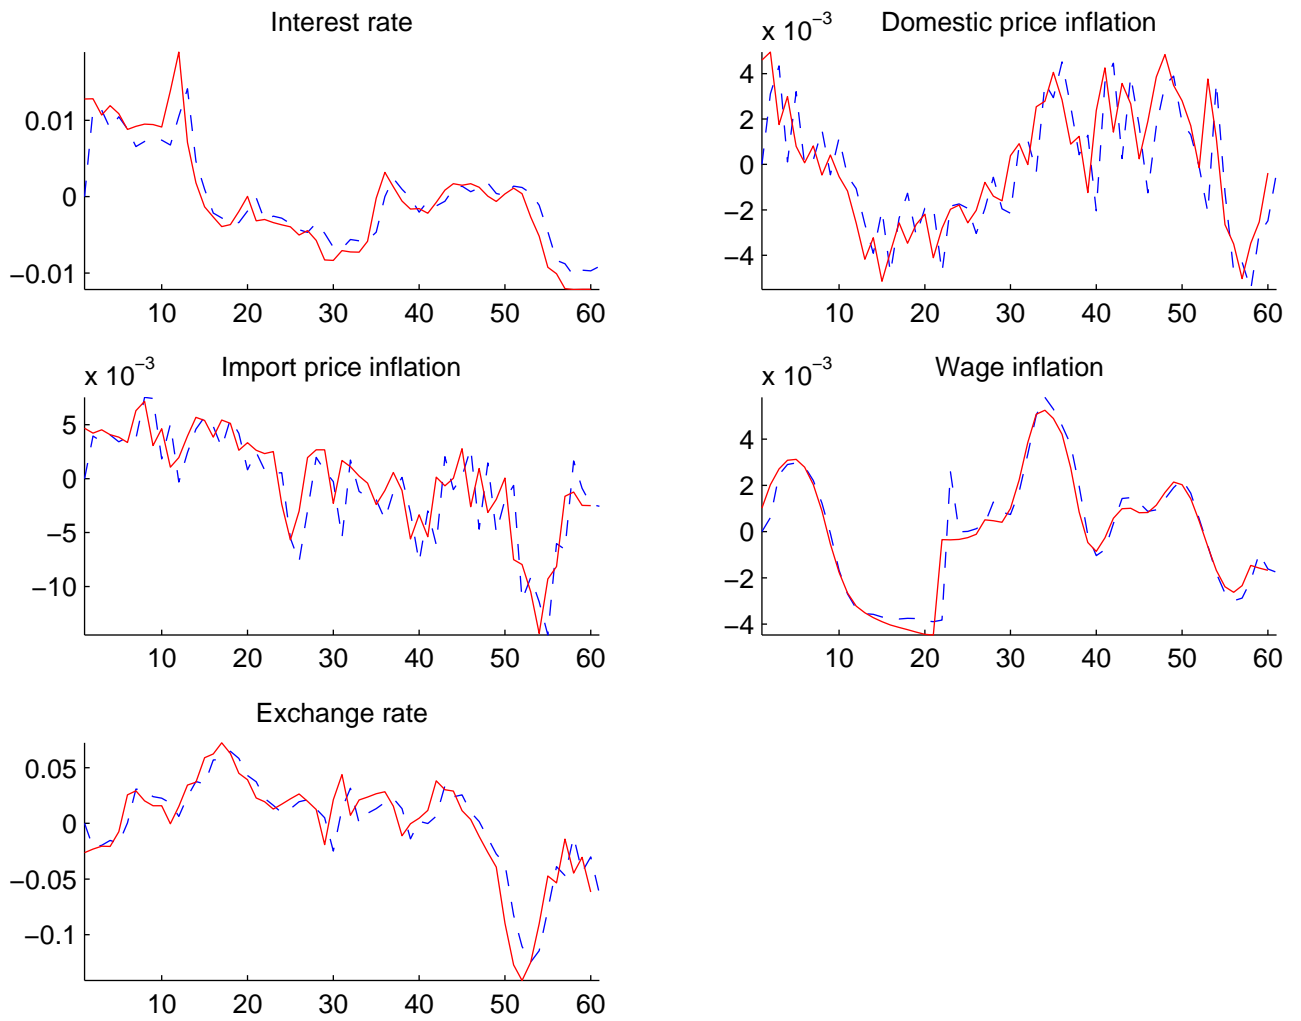 Interest rate
0.01
0
−0.01
10 20 30 40 50 60
Domestic price inflation
x 10−3
4
2
0
−2
−4
10 20 30 40 50 60
Import price inflation
x 10−3
5
0
−5
−10
10 20 30 40 50 60
Wage inflation
x 10−3
4
2
0
−2
−4
10 20 30 40 50 60
Exchange rate
0.05
0
−0.05
−0.1
10 20 30 40 50 60